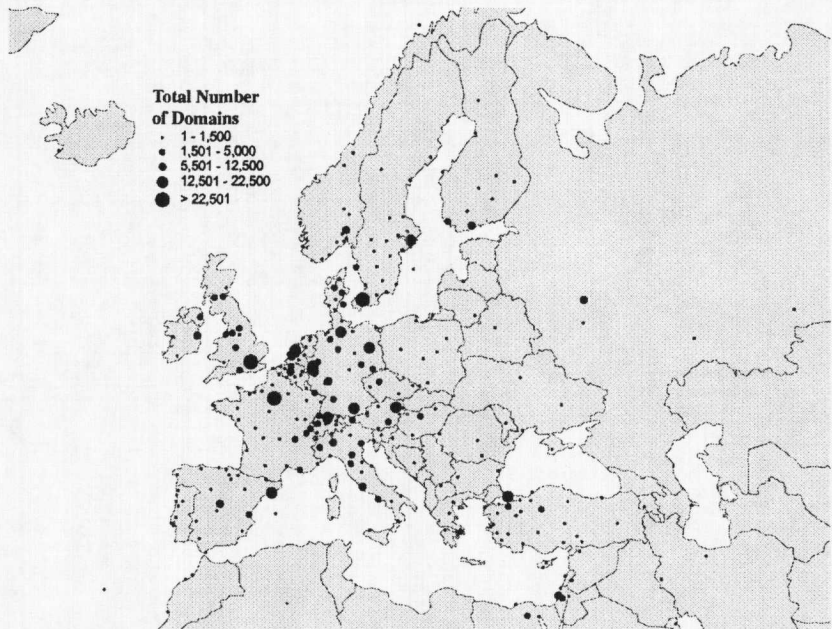 Total Number
of Domains
1 - 1,500
1,501 - 5,000
5,501 - 12,500
12,501 - 22,500
> 22,501